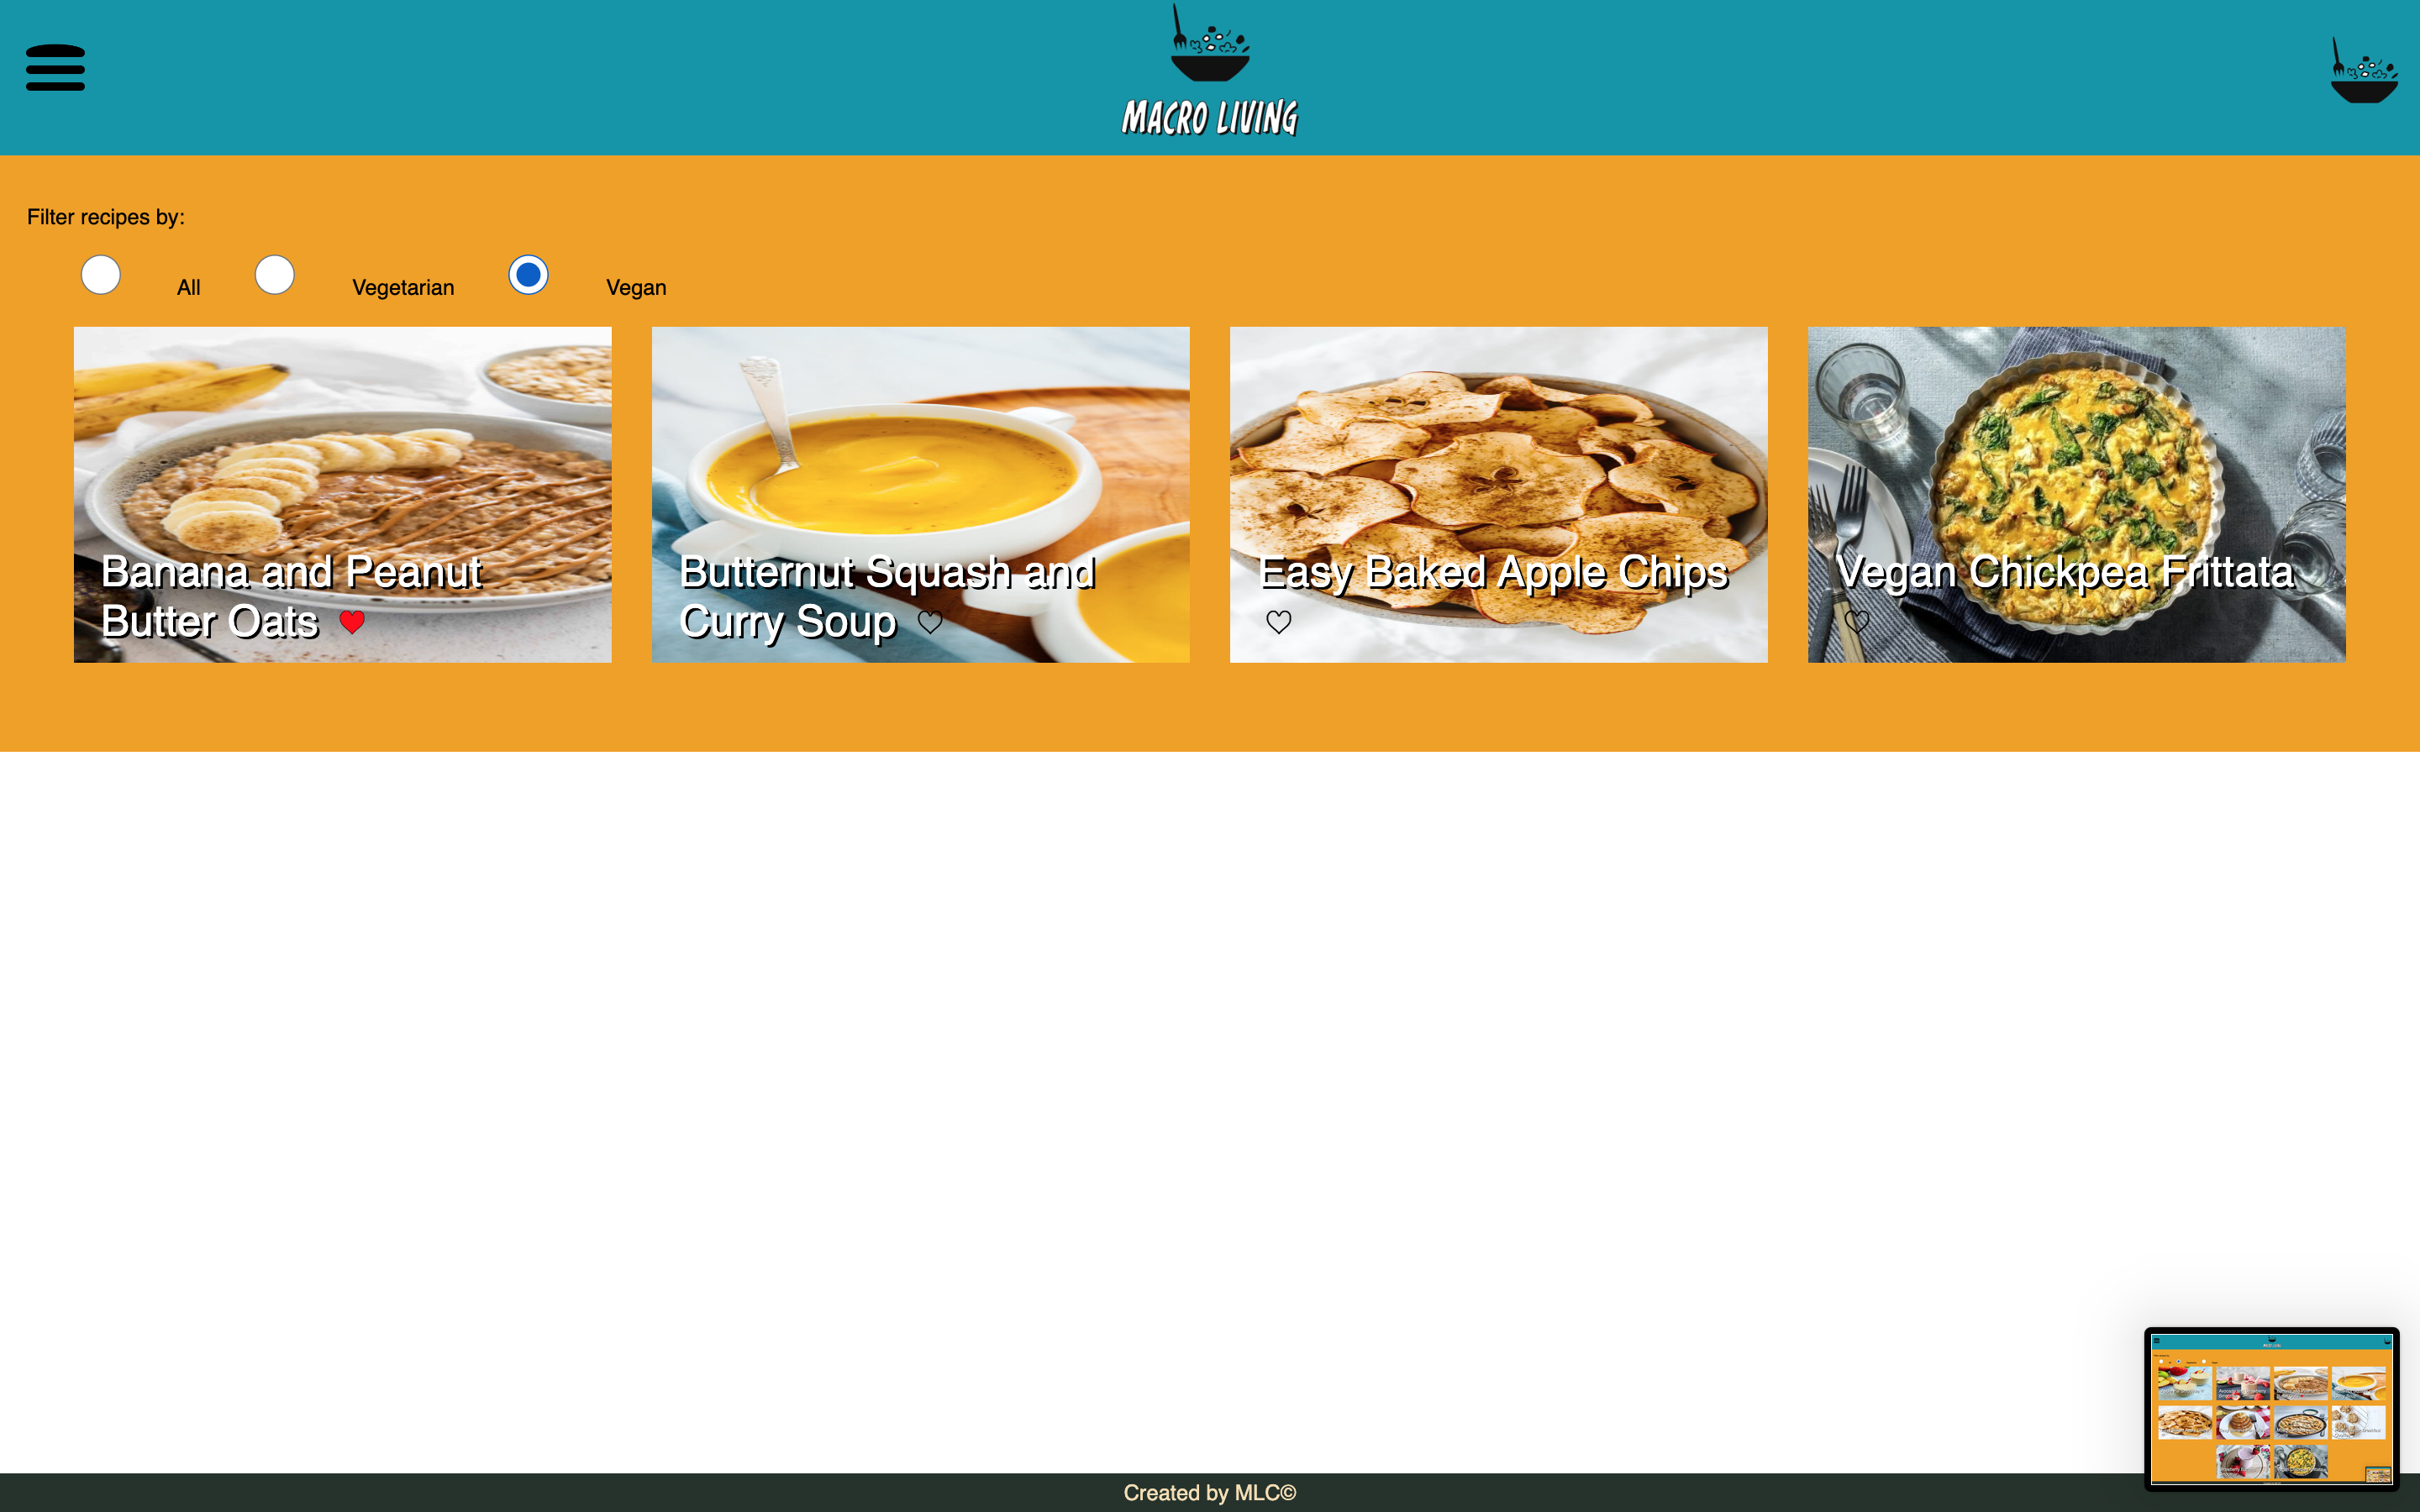 MACRO LIVING
Filter recipes by:
All Vegetarian Vegan
Banana and Peanut
Butter Oats
Butternut Squash and
Curry Soup
Easy Baked Apple Chips
Vegan Chickpea Frittata
Created by MLC©